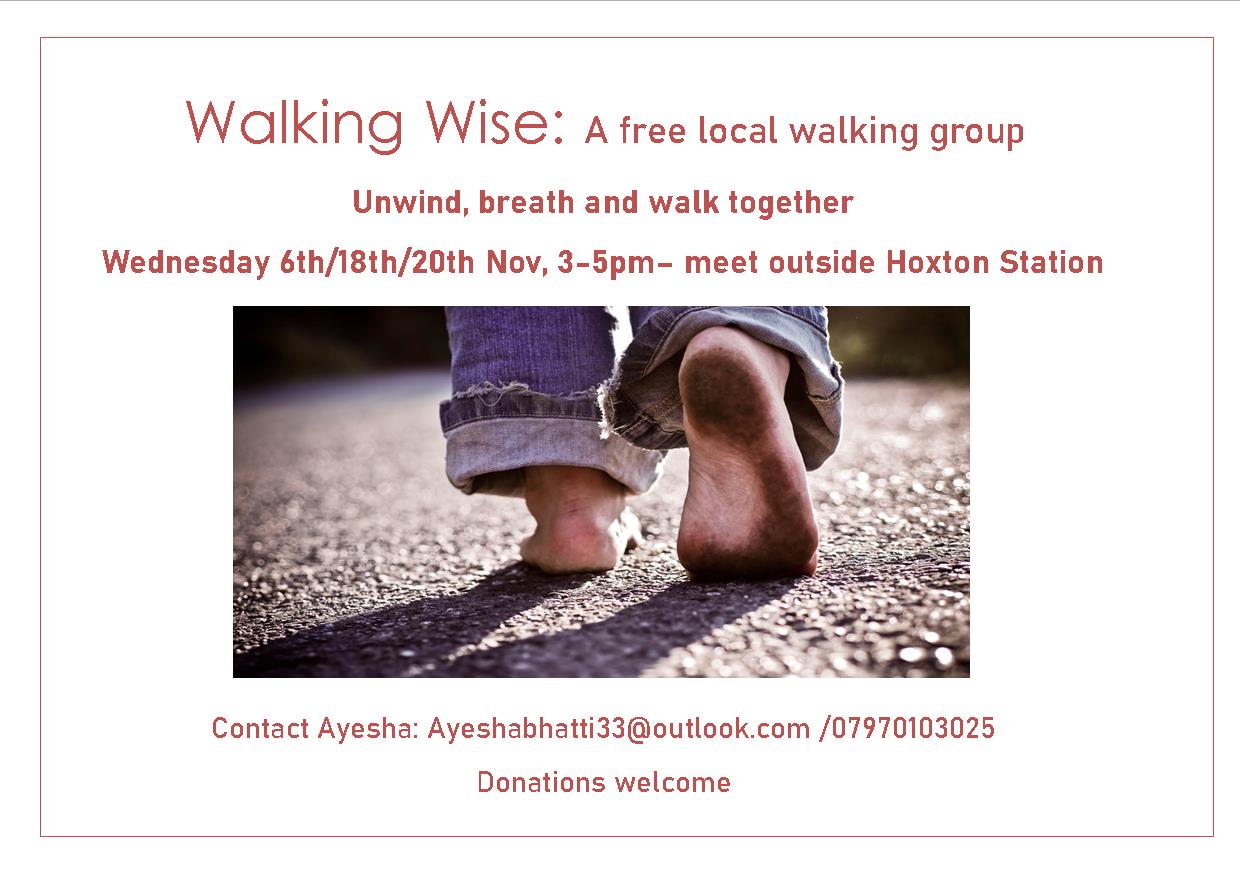 Walking Wise: A free local walking group
Unwind, breath and walk together
Wednesday 6th/18th/20th Nov, 3-5pm- meet outside Hoxton Station
Contact Ayesha: Ayeshabhatti33@outlook.com /07970103025
Donations welcome